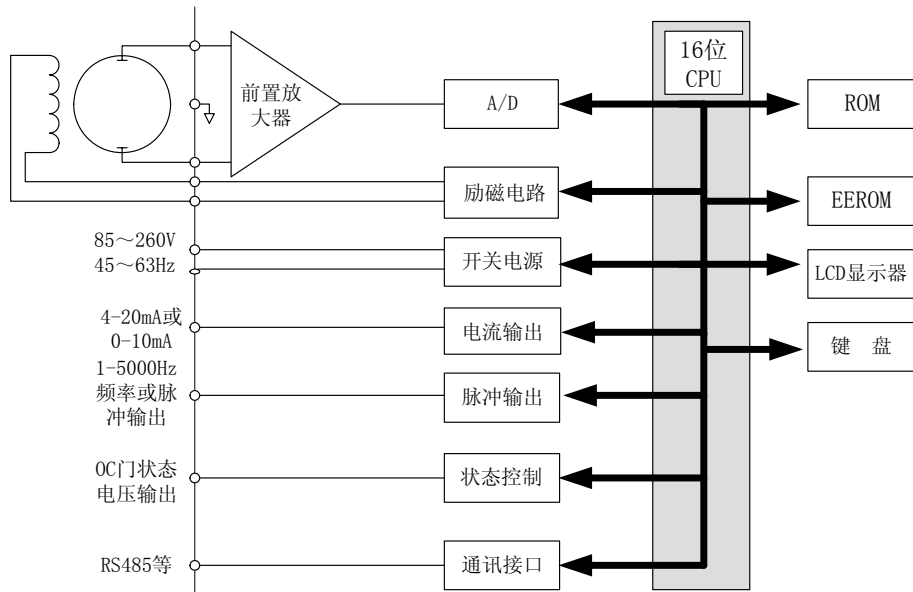 16位
CPU
前置放
大器
A/D
ROM
励磁电路
EEROM
85～260V
45～63Hz
开关电源
LCD显示器
4-20mA或
0-10mA
电流输出
键 盘
1-5000Hz
频率或脉
冲输出
脉冲输出
OC门状态
电压输出
状态控制
RS485等
通讯接口